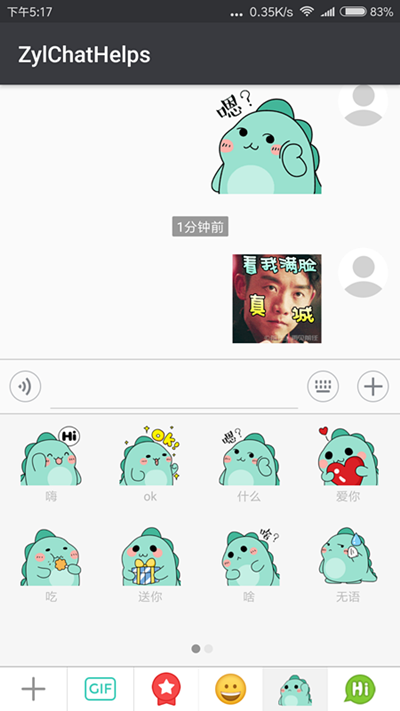 下午5:17
... 0.35K/s
83%
ZylChatHelps
嗯?
1分钟前
看我满脸
真诚
Hi
OK!
嗯?
嗨
ok
什么
爱你
啥?
吃
送你
啥
无语
GIF
Hi